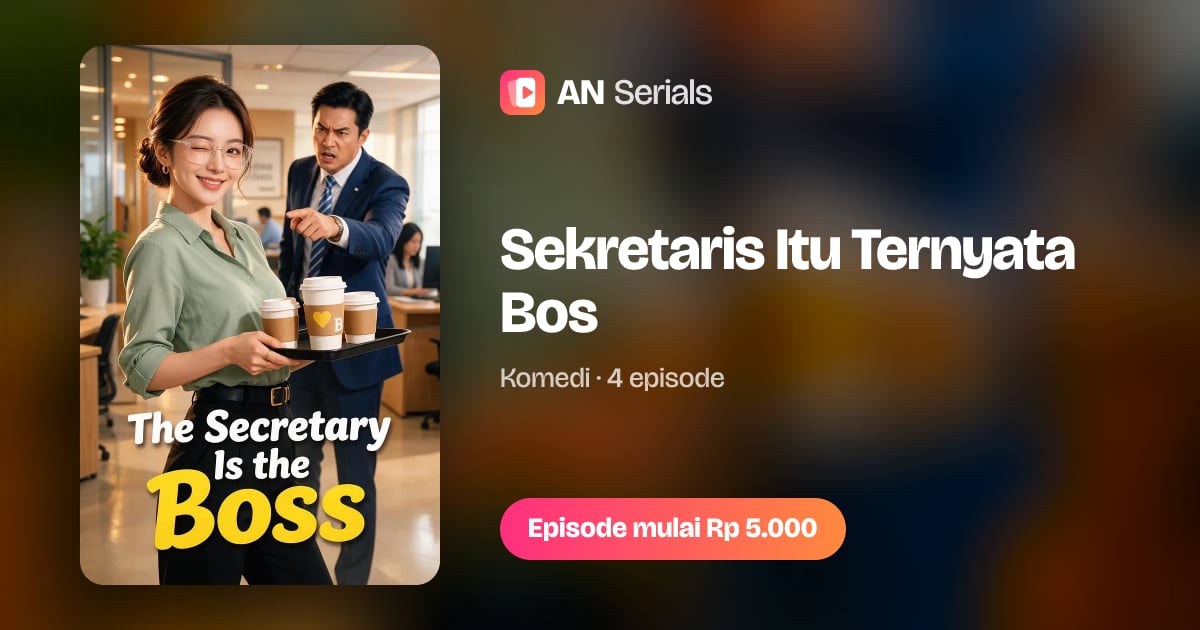 AN Serials
Sekretaris Itu Ternyata
Bos
Komedi · 4 episode
Episode mulai Rp 5.000
The Secretary
Is the
Boss
B